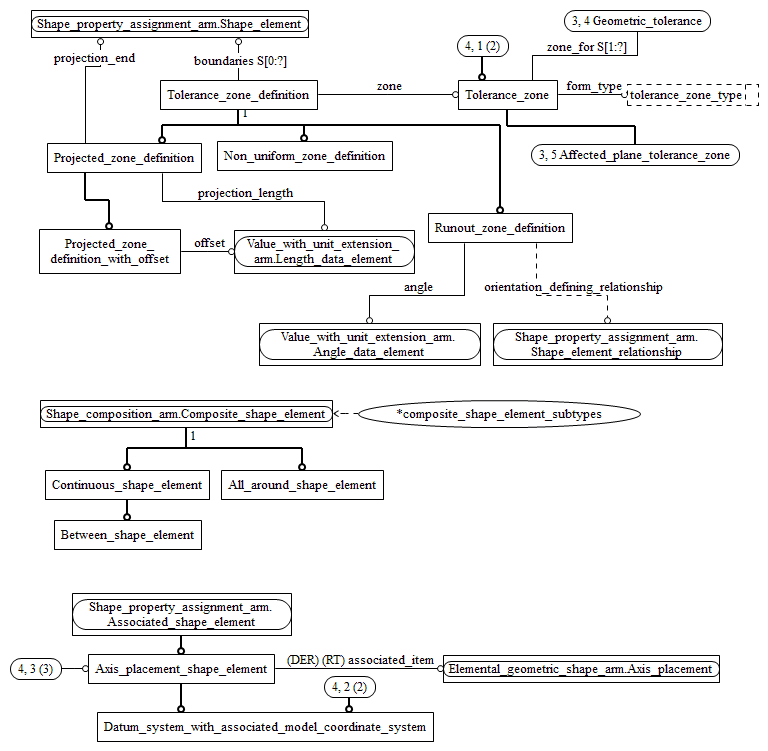 Shape_property_assignment_arm.Shape_element
3, 4 Geometric_tolerance
4, 1 (2)
zone_for S[1:?]
projection_end
boundaries S[0:?]
zone
form_type
Tolerance_zone_definition
Tolerance_zone
tolerance_zone_type
1
Projected_zone_definition
Non_uniform_zone_definition
3, 5 Affected_plane_tolerance_zone
projection_length
Runout_zone_definition
Projected_zone_
definition_with_offset
offset
Value_with_unit_extension_
arm.Length_data_element
angle
orientation_defining_relationship
Value_with_unit_extension_arm.
Angle_data_element
Shape_property_assignment_arm.
Shape_element_relationship
Shape_composition_arm.Composite_shape_element
*composite_shape_element_subtypes
1
Continuous_shape_element
All_around_shape_element
Between_shape_element
Shape_property_assignment_arm.
Associated_shape_element
4, 3 (3)
Axis_placement_shape_element
(DER) (RT) associated_item
Elemental_geometric_shape_arm.Axis_placement
4, 2 (2)
Datum_system_with_associated_model_coordinate_system